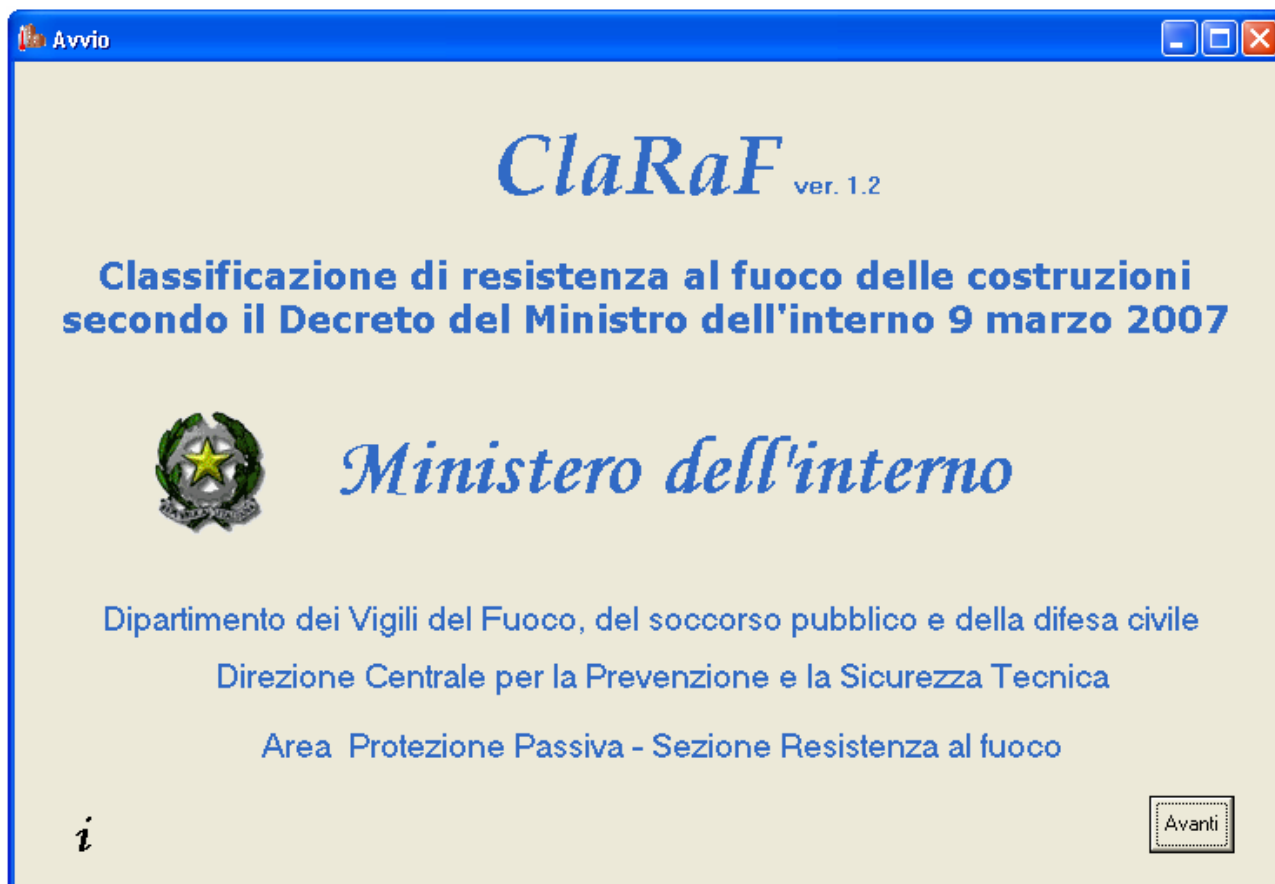 Avvio
ClaRaF ver. 1.2
Classificazione di resistenza al fuoco delle costruzioni
secondo il Decreto del Ministro dell'interno 9 marzo 2007
Ministero dell'interno
Dipartimento dei Vigili del Fuoco, del soccorso pubblico e della difesa civile
Direzione Centrale per la Prevenzione e la Sicurezza Tecnica
Area Protezione Passiva - Sezione Resistenza al fuoco
i
Avanti